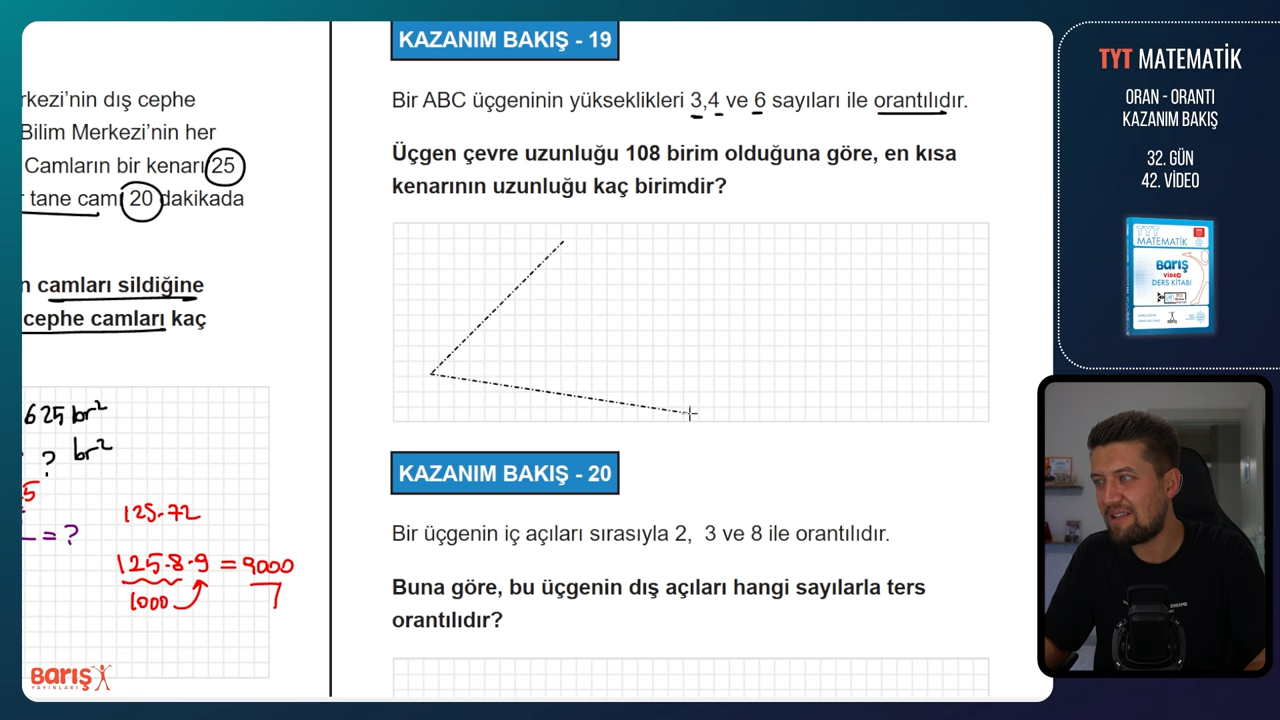 rkezi'nin dış cephe
Bilim Merkezi'nin her
Camların bir kenarı 25
tane camı 20 dakikada
n camları sildiğine
cephe camları kaç
625 br²
? br²
5
= ?
125.72
125.8.9 = 9000
1000
BARIŞ
YAYINLARI
KAZANIM BAKIŞ - 19
Bir ABC üçgeninin yükseklikleri 3,4 ve 6 sayıları ile orantılıdır.
Üçgen çevre uzunluğu 108 birim olduğuna göre, en kısa
kenarının uzunluğu kaç birimdir?
KAZANIM BAKIŞ - 20
Bir üçgenin iç açıları sırasıyla 2, 3 ve 8 ile orantılıdır.
Buna göre, bu üçgenin dış açıları hangi sayılarla ters
orantılıdır?
TYT MATEMATİK
ORAN - ORANTI
KAZANIM BAKIŞ
32. GÜN
42. VİDEO
TYT
MATEMATİK
BARIŞ
VİDEO
DERS KİTABI